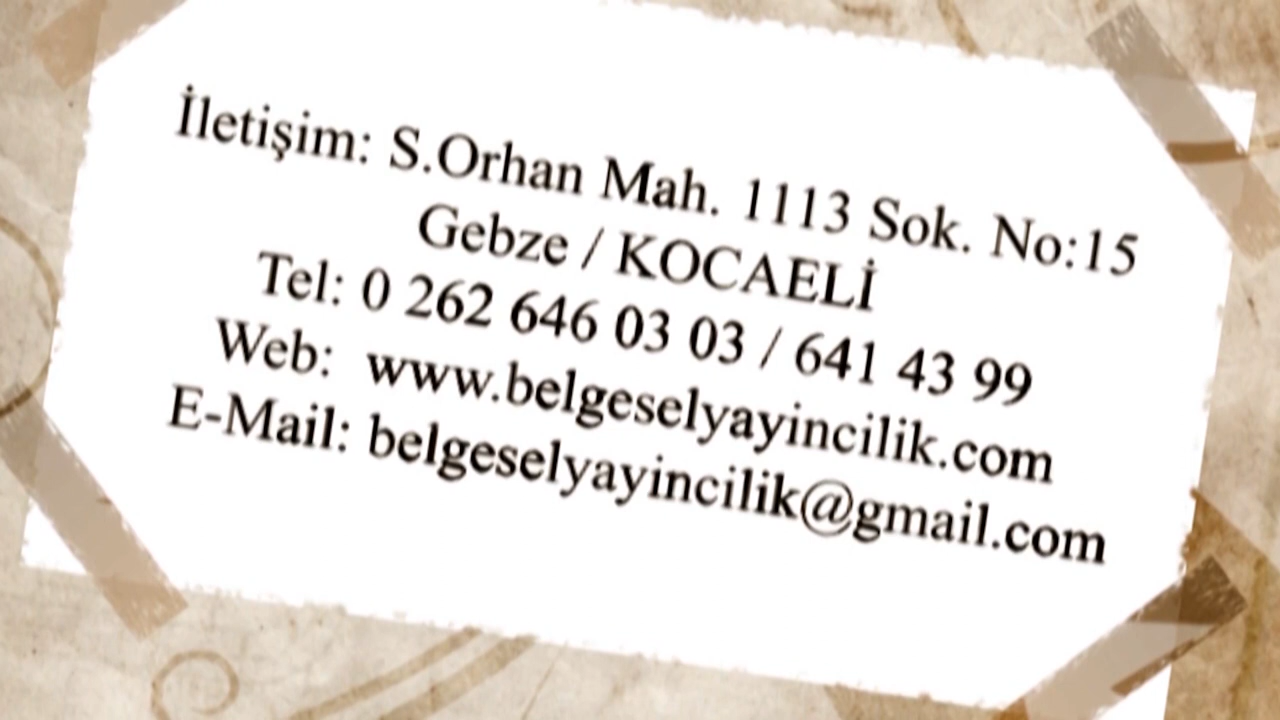 İletişim: S.Orhan Mah. 1113 Sok. No:15
Gebze / KOCAELİ
Tel: 0 262 646 03 03 / 641 43 99
Web: www.belgeselyayincilik.com
E-Mail: belgeselyayincilik@gmail.com